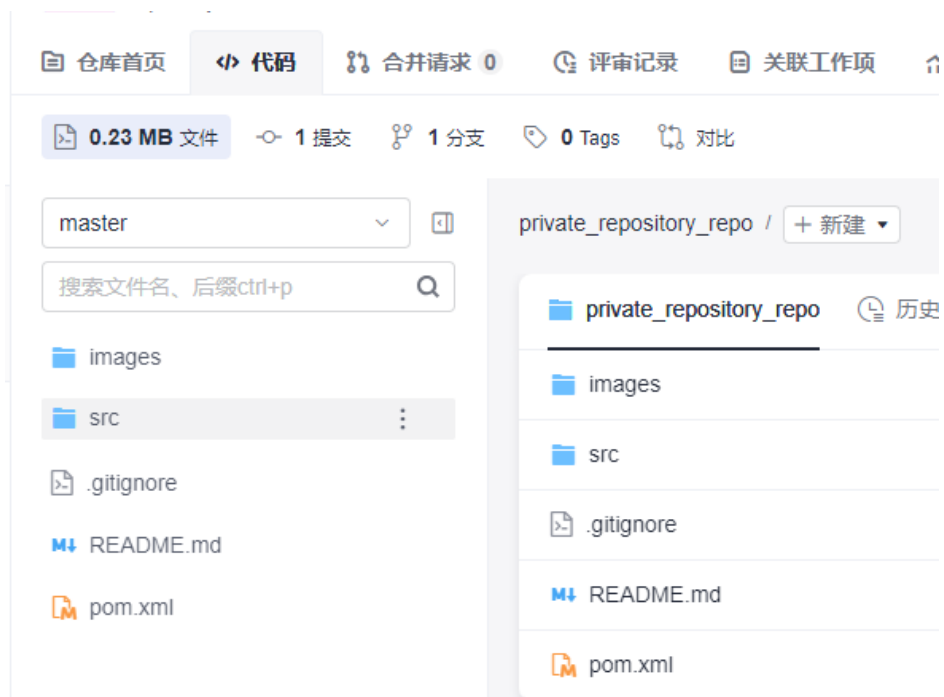 仓库首页 代码 合并请求 0 评审记录 关联工作项
0.23 MB 文件 1 提交 1 分支 0 Tags 对比
master
搜索文件名、后缀ctrl+p
images
src
.gitignore
README.md
pom.xml
private_repository_repo / + 新建
private_repository_repo 历史
images
src
.gitignore
README.md
pom.xml